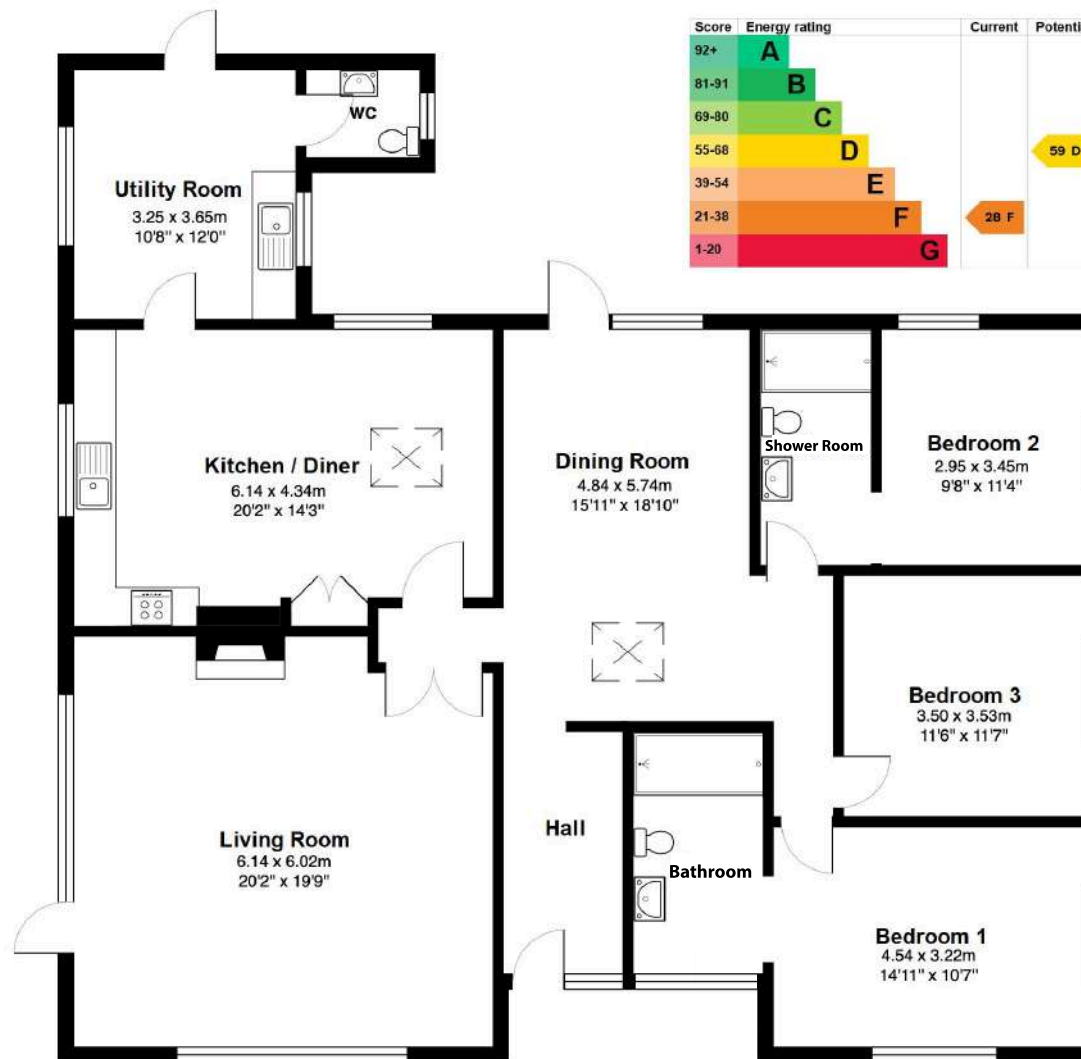 Score Energy rating Current Potenti
92+ A
81-91 B
69-80 C
55-68 D 59 D
39-54 E
21-38 F 28 F
1-20 G
WC
Utility Room
3.25 x 3.65m
10'8" x 12'0"
Kitchen / Diner
6.14 x 4.34m
20'2" x 14'3"
Dining Room
4.84 x 5.74m
15'11" x 18'10"
Shower Room
Bedroom 2
2.95 x 3.45m
9'8" x 11'4"
Bedroom 3
3.50 x 3.53m
11'6" x 11'7"
Living Room
6.14 x 6.02m
20'2" x 19'9"
Hall
Bathroom
Bedroom 1
4.54 x 3.22m
14'11" x 10'7"